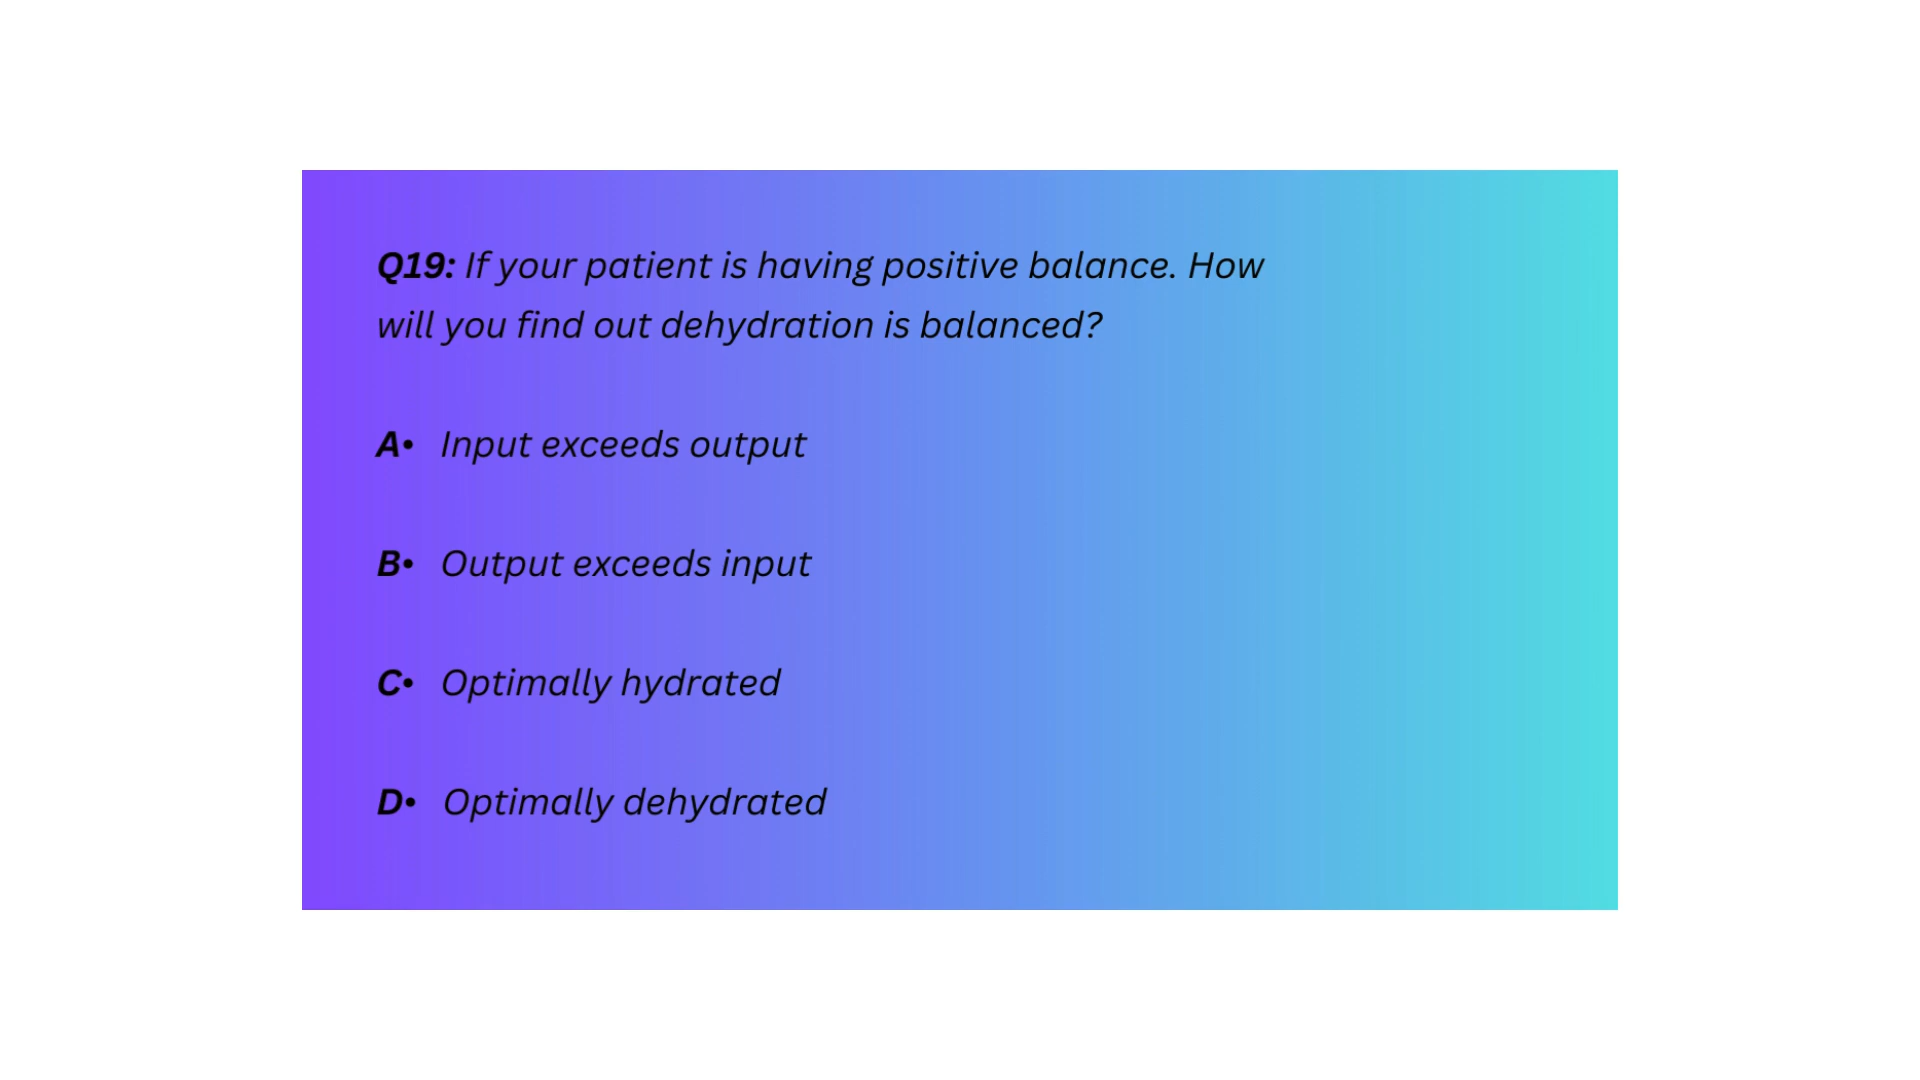 Q19: If your patient is having positive balance. How
will you find out dehydration is balanced?
A• Input exceeds output
B• Output exceeds input
C• Optimally hydrated
D• Optimally dehydrated